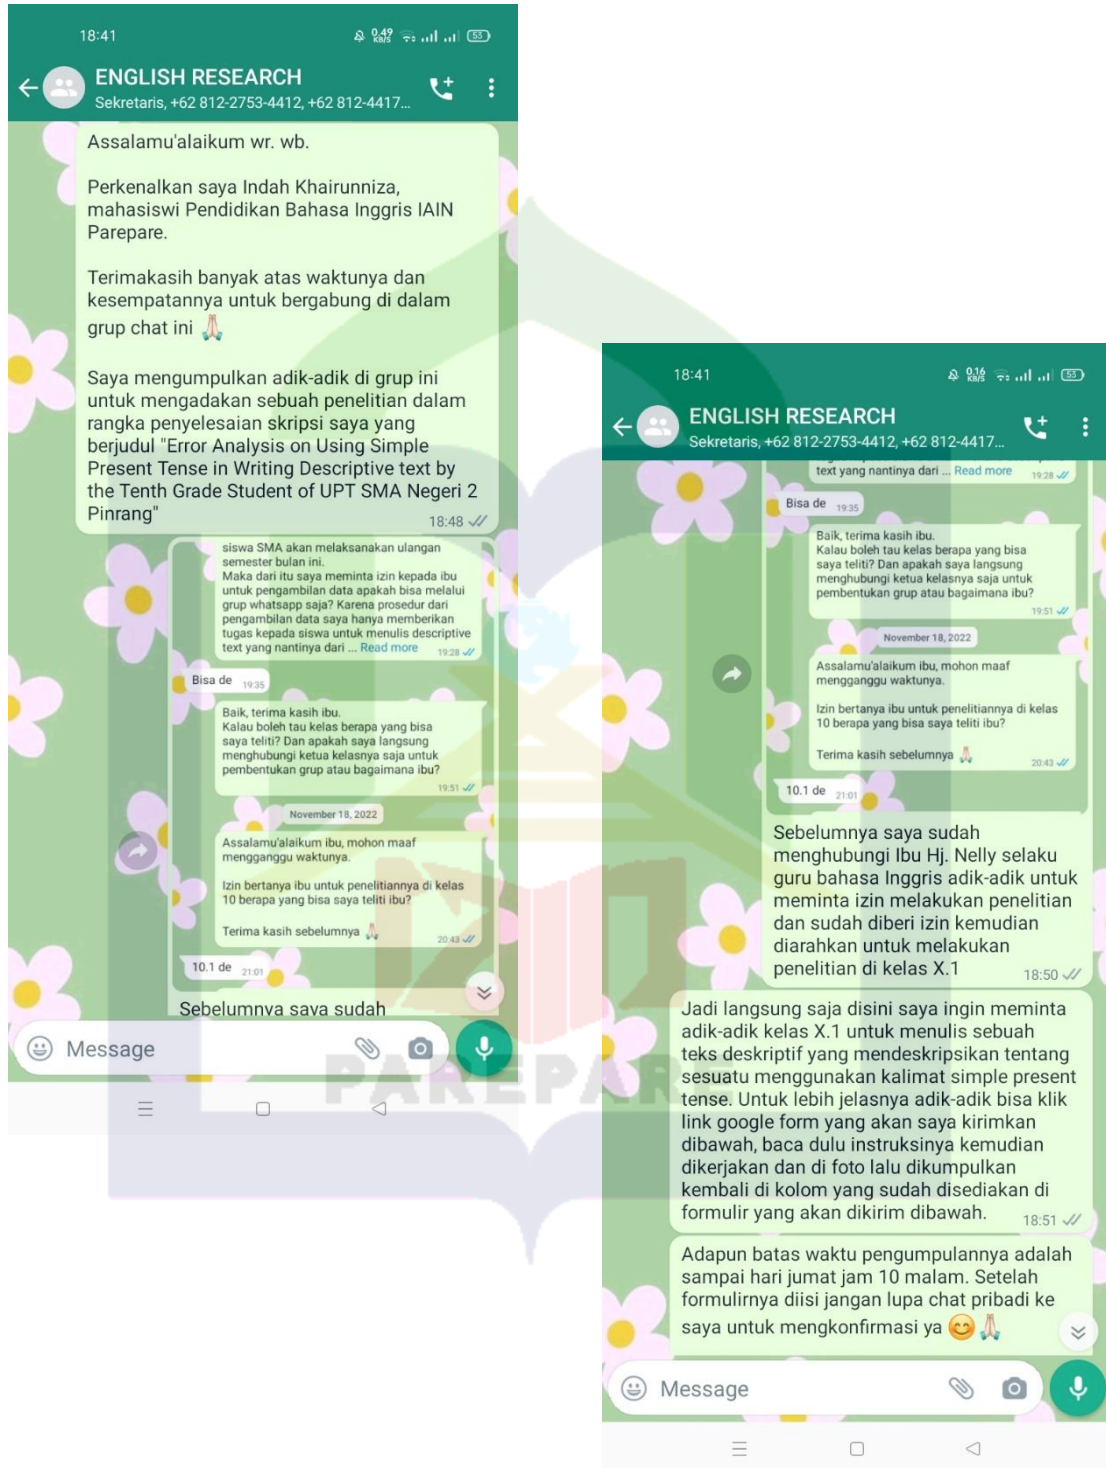 18:41
0.49 KB/S
53
ENGLISH RESEARCH
Sekretaris, +62 812-2753-4412, +62 812-4417...
Assalamu'alaikum wr. wb.
Perkenalkan saya Indah Khairunniza,
mahasiswi Pendidikan Bahasa Inggris IAIN
Parepare.
Terimakasih banyak atas waktunya dan
kesempatannya untuk bergabung di dalam
grup chat ini 🙏🏻
Saya mengumpulkan adik-adik di grup ini
untuk mengadakan sebuah penelitian dalam
rangka penyelesaian skripsi saya yang
berjudul "Error Analysis on Using Simple
Present Tense in Writing Descriptive text by
the Tenth Grade Student of UPT SMA Negeri 2
Pinrang"
18:48
siswa SMA akan melaksanakan ulangan
semester bulan ini.
Maka dari itu saya meminta izin kepada ibu
untuk pengambilan data apakah bisa melalui
grup whatsapp saja? Karena prosedur dari
pengambilan data saya hanya memberikan
tugas kepada siswa untuk menulis descriptive
text yang nantinya dari ... Read more 19:28
Bisa de 19:35
Baik, terima kasih ibu.
Kalau boleh tau kelas berapa yang bisa
saya teliti? Dan apakah saya langsung
menghubungi ketua kelasnya saja untuk
pembentukan grup atau bagaimana ibu?
19:51
November 18, 2022
Assalamu'alaikum ibu, mohon maaf
mengganggu waktunya.
Izin bertanya ibu untuk penelitiannya di kelas
10 berapa yang bisa saya teliti ibu?
Terima kasih sebelumnya 🙏🏻 20:43
10.1 de 21:01
Sebelumnya saya sudah
Message
18:41
0.16 KB/S
53
ENGLISH RESEARCH
Sekretaris, +62 812-2753-4412, +62 812-4417...
text yang nantinya dari ... Read more 19:28
Bisa de 19:35
Baik, terima kasih ibu.
Kalau boleh tau kelas berapa yang bisa
saya teliti? Dan apakah saya langsung
menghubungi ketua kelasnya saja untuk
pembentukan grup atau bagaimana ibu?
19:51
November 18, 2022
Assalamu'alaikum ibu, mohon maaf
mengganggu waktunya.
Izin bertanya ibu untuk penelitiannya di kelas
10 berapa yang bisa saya teliti ibu?
Terima kasih sebelumnya 🙏🏻 20:43
10.1 de 21:01
Sebelumnya saya sudah
menghubungi Ibu Hj. Nelly selaku
guru bahasa Inggris adik-adik untuk
meminta izin melakukan penelitian
dan sudah diberi izin kemudian
diarahkan untuk melakukan
penelitian di kelas X.1 18:50
Jadi langsung saja disini saya ingin meminta
adik-adik kelas X.1 untuk menulis sebuah
teks deskriptif yang mendeskripsikan tentang
sesuatu menggunakan kalimat simple present
tense. Untuk lebih jelasnya adik-adik bisa klik
link google form yang akan saya kirimkan
dibawah, baca dulu instruksinya kemudian
dikerjakan dan di foto lalu dikumpulkan
kembali di kolom yang sudah disediakan di
formulir yang akan dikirim dibawah. 18:51
Adapun batas waktu pengumpulannya adalah
sampai hari jumat jam 10 malam. Setelah
formulirnya diisi jangan lupa chat pribadi ke
saya untuk mengkonfirmasi ya 😊🙏🏻
Message
PAREPARE